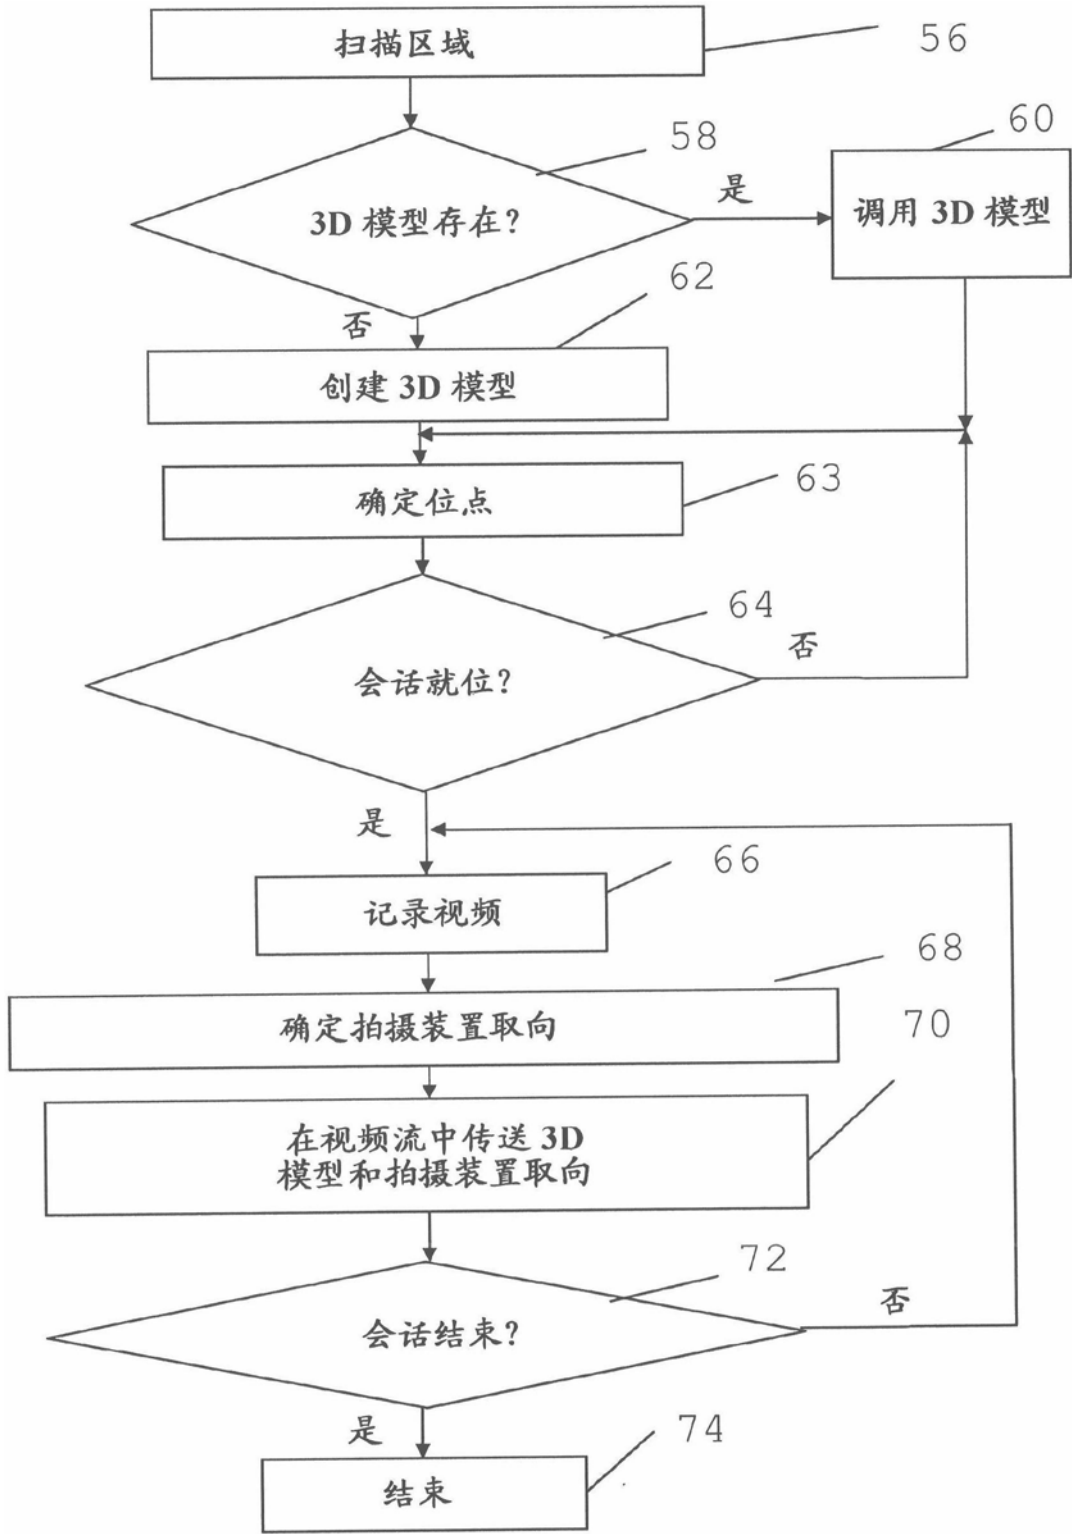 扫描区域
56
58
60
3D 模型存在?
是
调用 3D 模型
62
否
创建 3D 模型
63
确定位点
64
否
会话就位?
是
66
记录视频
68
确定拍摄装置取向
70
在视频流中传送 3D
模型和拍摄装置取向
72
否
会话结束?
是
74
结束